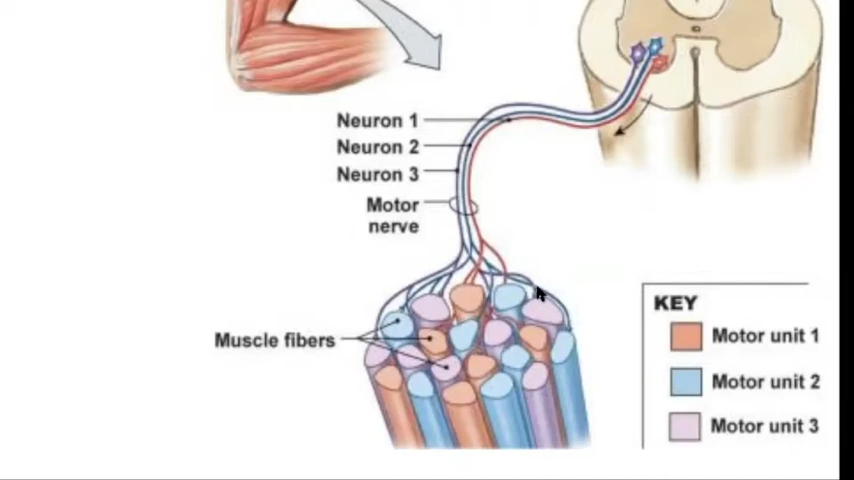 Neuron 1
Neuron 2
Neuron 3
Motor
nerve
Muscle fibers
KEY
Motor unit 1
Motor unit 2
Motor unit 3